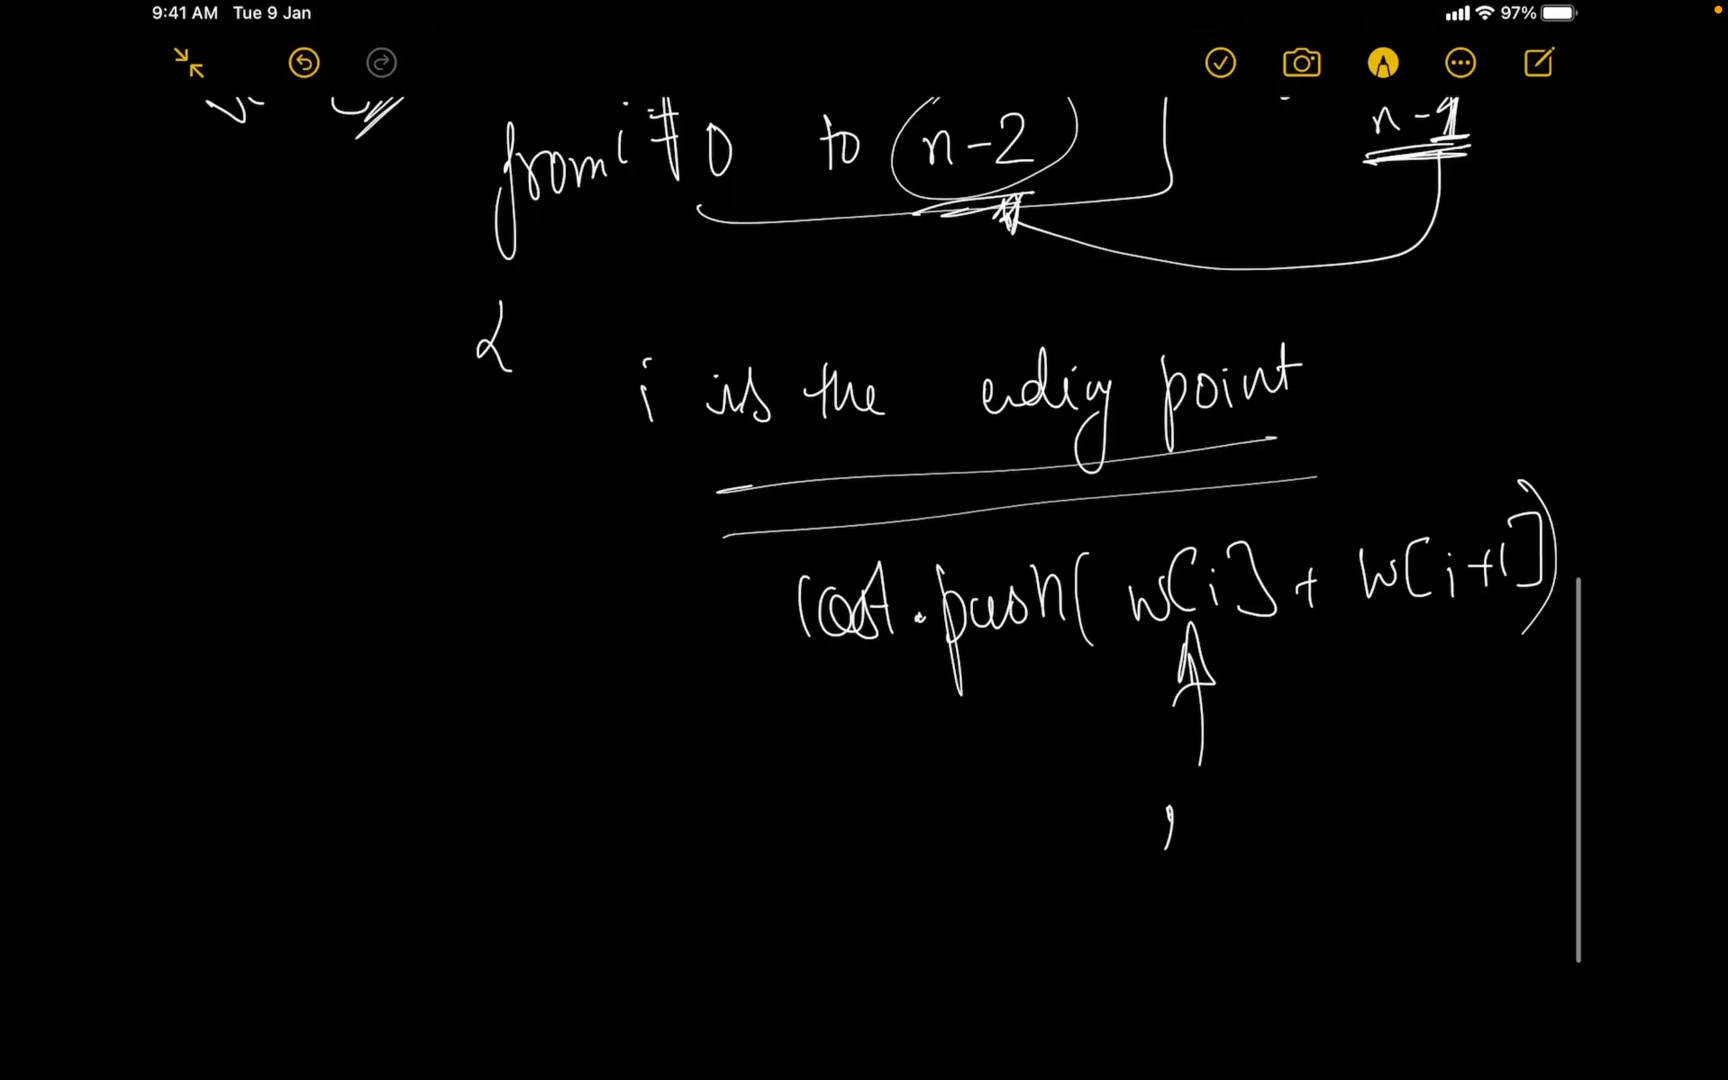 9:41 AM Tue 9 Jan 97%
from i = 0 to (n-2) n-1
i is the ending point
cost.push( w[i] + w[i+1])